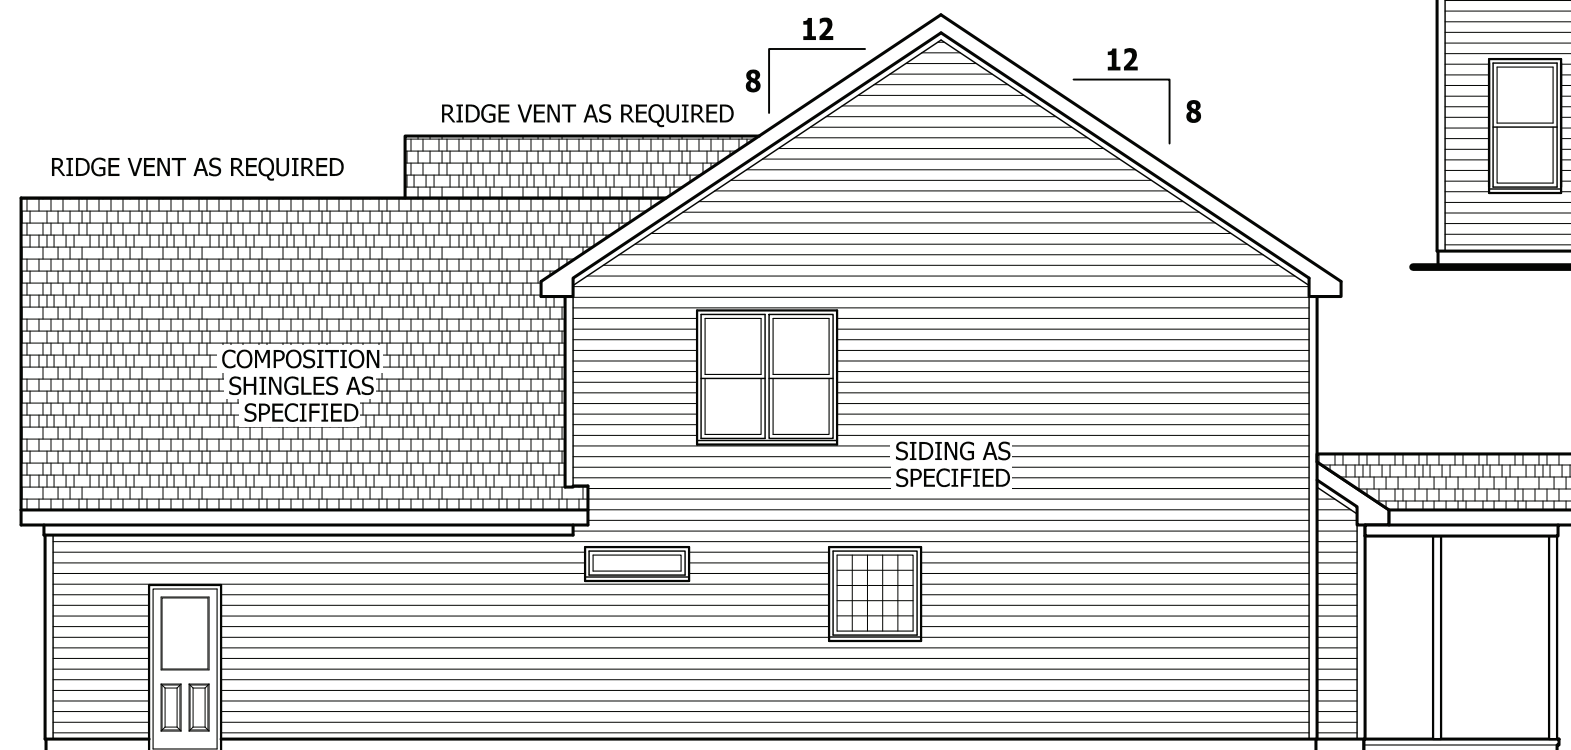 12
8
12
8
RIDGE VENT AS REQUIRED
RIDGE VENT AS REQUIRED
COMPOSITION
SHINGLES AS
SPECIFIED
SIDING AS
SPECIFIED